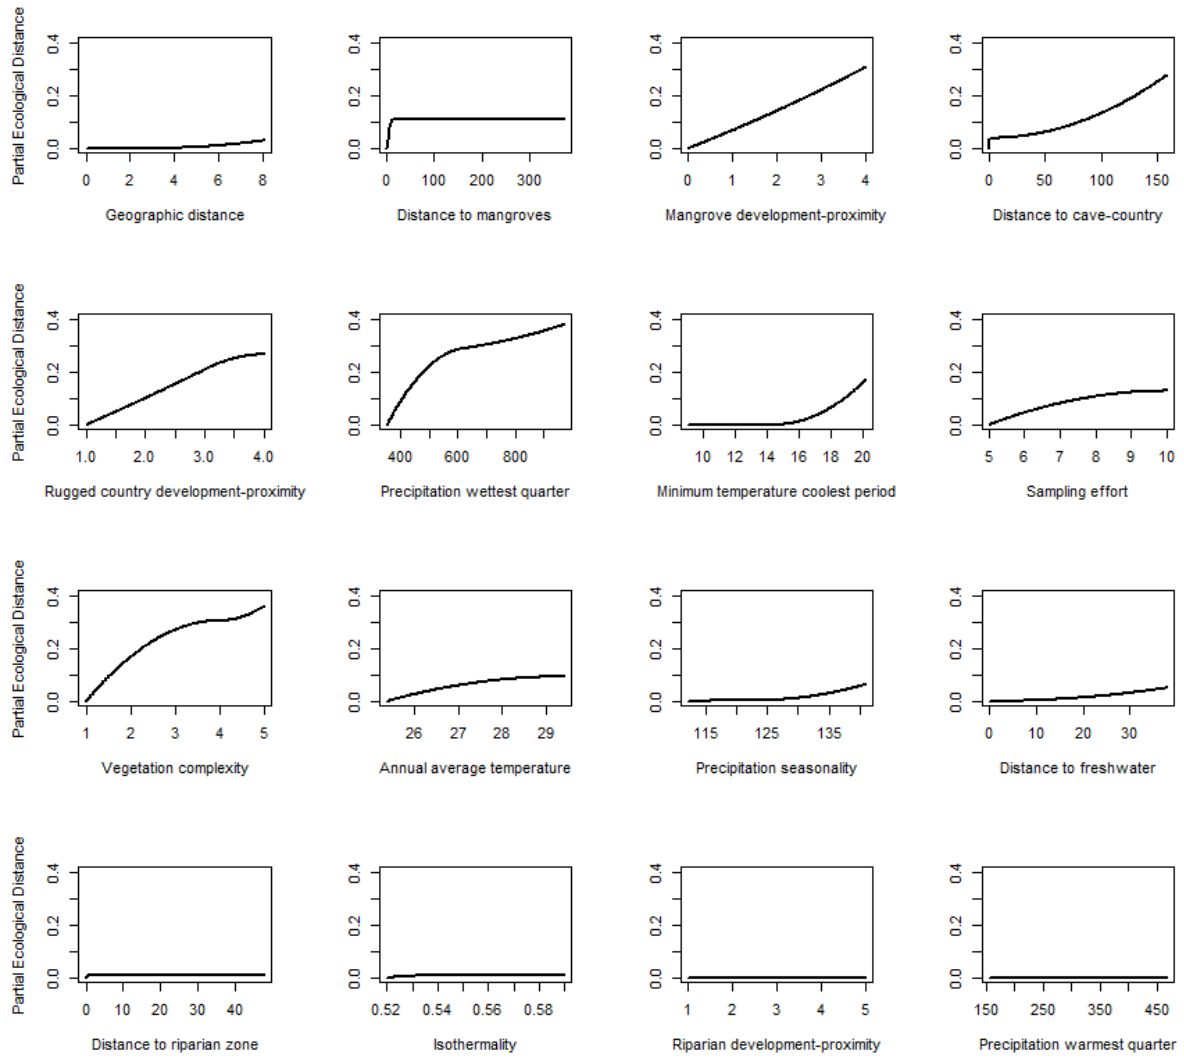 Partial Ecological Distance
0.0 0.2 0.4
0 2 4 6 8
Geographic distance
0.0 0.2 0.4
0 100 200 300
Distance to mangroves
0.0 0.2 0.4
0 1 2 3 4
Mangrove development-proximity
0.0 0.2 0.4
0 50 100 150
Distance to cave-country
Partial Ecological Distance
0.0 0.2 0.4
1.0 2.0 3.0 4.0
Rugged country development-proximity
0.0 0.2 0.4
400 600 800
Precipitation wettest quarter
0.0 0.2 0.4
10 12 14 16 18 20
Minimum temperature coolest period
0.0 0.2 0.4
5 6 7 8 9 10
Sampling effort
Partial Ecological Distance
0.0 0.2 0.4
1 2 3 4 5
Vegetation complexity
0.0 0.2 0.4
26 27 28 29
Annual average temperature
0.0 0.2 0.4
115 125 135
Precipitation seasonality
0.0 0.2 0.4
0 10 20 30
Distance to freshwater
Partial Ecological Distance
0.0 0.2 0.4
0 10 20 30 40
Distance to riparian zone
0.0 0.2 0.4
0.52 0.54 0.56 0.58
Isothermality
0.0 0.2 0.4
1 2 3 4 5
Riparian development-proximity
0.0 0.2 0.4
150 250 350 450
Precipitation warmest quarter